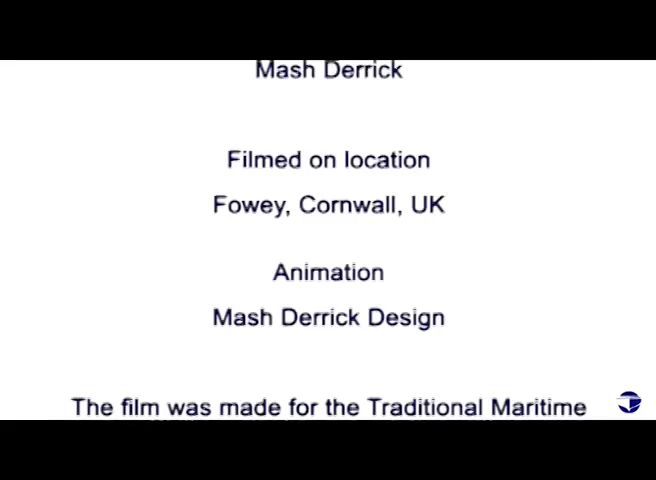 Mash Derrick
Filmed on location
Fowey, Cornwall, UK
Animation
Mash Derrick Design
The film was made for the Traditional Maritime